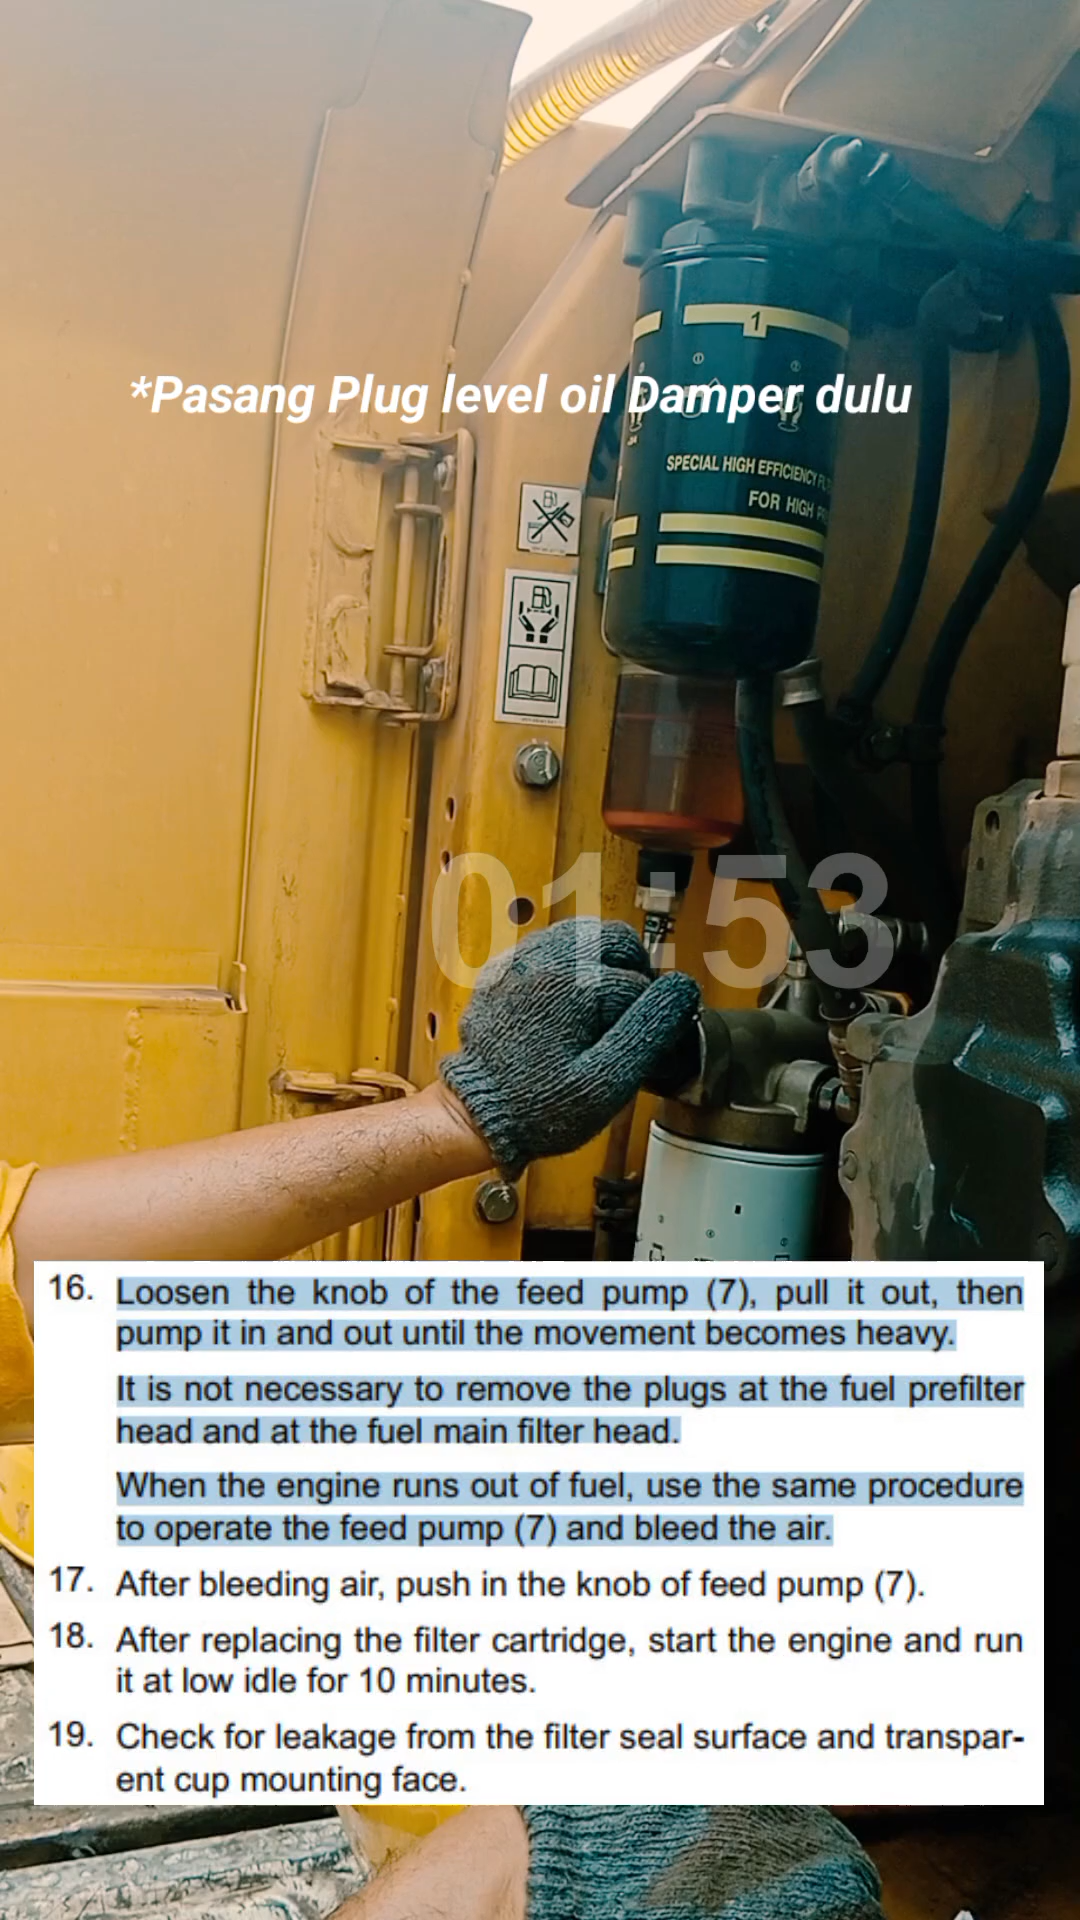 1
*Pasang Plug level oil Damper dulu
SPECIAL HIGH EFFICIENCY
FOR HIGH
01:53
16. Loosen the knob of the feed pump (7), pull it out, then
pump it in and out until the movement becomes heavy.
It is not necessary to remove the plugs at the fuel prefilter
head and at the fuel main filter head.
When the engine runs out of fuel, use the same procedure
to operate the feed pump (7) and bleed the air.
17. After bleeding air, push in the knob of feed pump (7).
18. After replacing the filter cartridge, start the engine and run
it at low idle for 10 minutes.
19. Check for leakage from the filter seal surface and transpar-
ent cup mounting face.